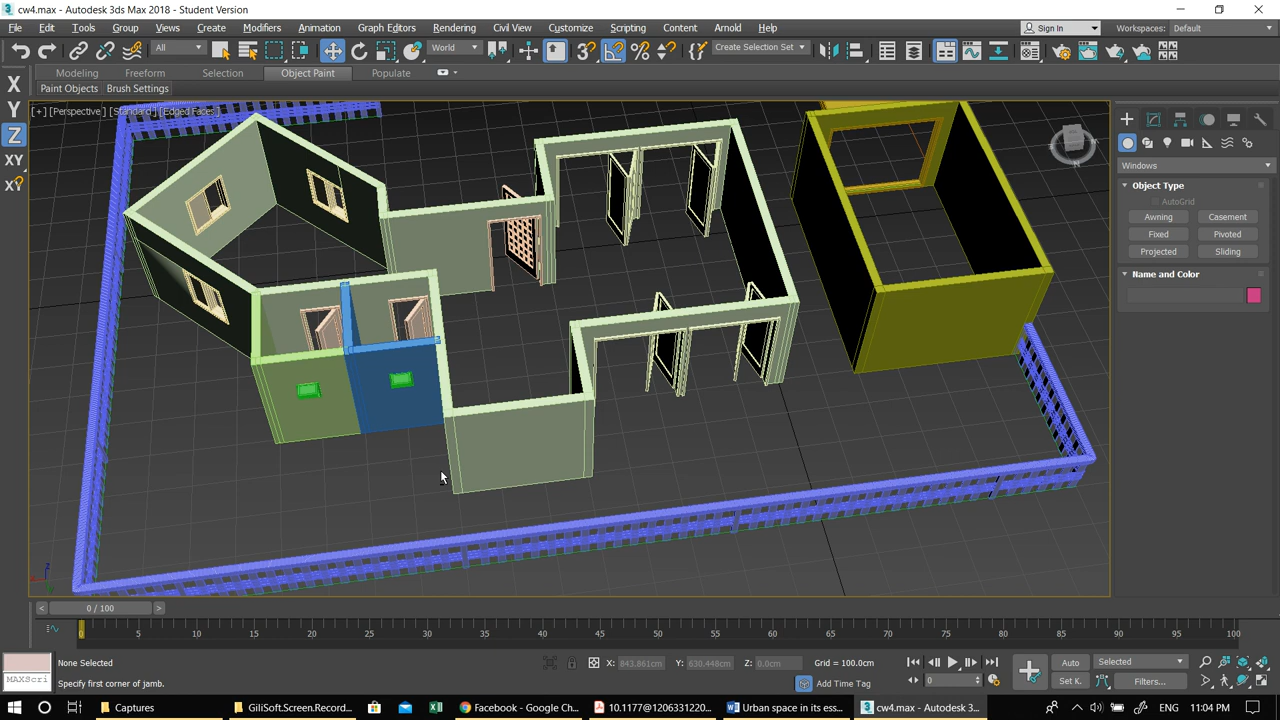 cw4.max - Autodesk 3ds Max 2018 - Student Version
File Edit Tools Group Views Create Modifiers Animation Graph Editors Rendering Civil View Customize Scripting Content Arnold Help
Sign In Workspaces: Default
All World Create Selection Set
Modeling Freeform Selection Object Paint Populate
Paint Objects Brush Settings
[+] [Perspective] [Standard] [Edged Faces]
X
Y
Z
XY
Windows
Object Type
AutoGrid
Awning Casement
Fixed Pivoted
Projected Sliding
Name and Color
0 / 100
0 5 10 15 20 25 30 35 40 45 50 55 60 65 70 75 80 85 90 95 100
None Selected X: 843.861cm Y: 630.448cm Z: 0.0cm Grid = 100.0cm Auto Selected
MAXScri Specify first corner of jamb. Add Time Tag 0 Set K. Filters...
Captures GiliSoft.Screen.Record... Facebook - Google Ch... 10.1177@1206331220... Urban space in its ess... cw4.max - Autodesk 3... ENG 11:04 PM